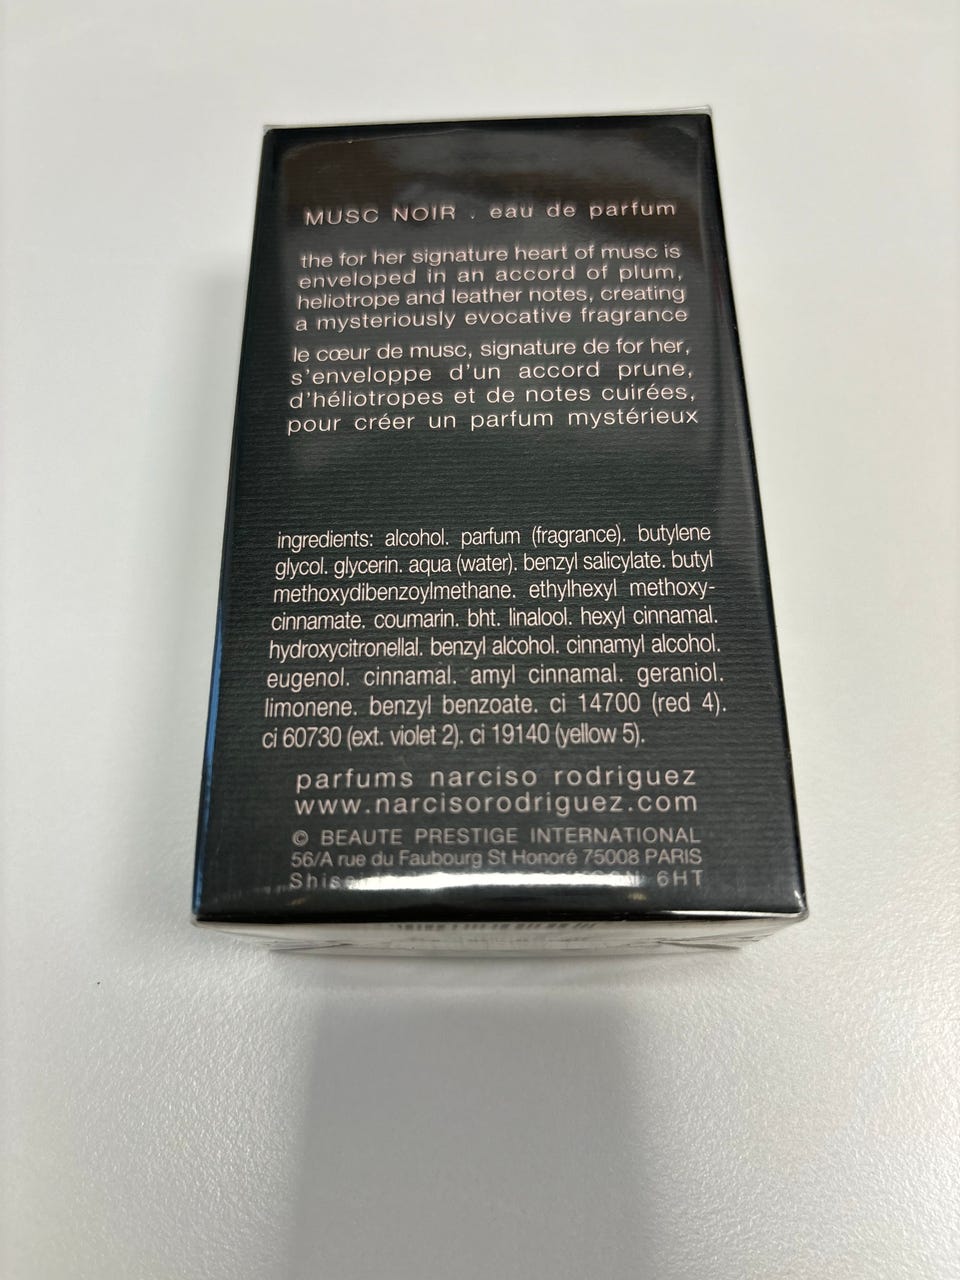 MUSC NOIR . eau de parfum
the for her signature heart of musc is
enveloped in an accord of plum,
heliotrope and leather notes, creating
a mysteriously evocative fragrance
le cœur de musc, signature de for her,
s'enveloppe d'un accord prune,
d'héliotropes et de notes cuirées,
pour créer un parfum mystérieux
ingredients: alcohol. parfum (fragrance). butylene
glycol. glycerin. aqua (water). benzyl salicylate. butyl
methoxydibenzoylmethane. ethylhexyl methoxy-
cinnamate. coumarin. bht. linalool. hexyl cinnamal.
hydroxycitronellal. benzyl alcohol. cinnamyl alcohol.
eugenol. cinnamal. amyl cinnamal. geraniol.
limonene. benzyl benzoate. ci 14700 (red 4).
ci 60730 (ext. violet 2). ci 19140 (yellow 5).
parfums narciso rodriguez
www.narcisorodriguez.com
© BEAUTE PRESTIGE INTERNATIONAL
56/A rue du Faubourg St Honoré 75008 PARIS
6HT